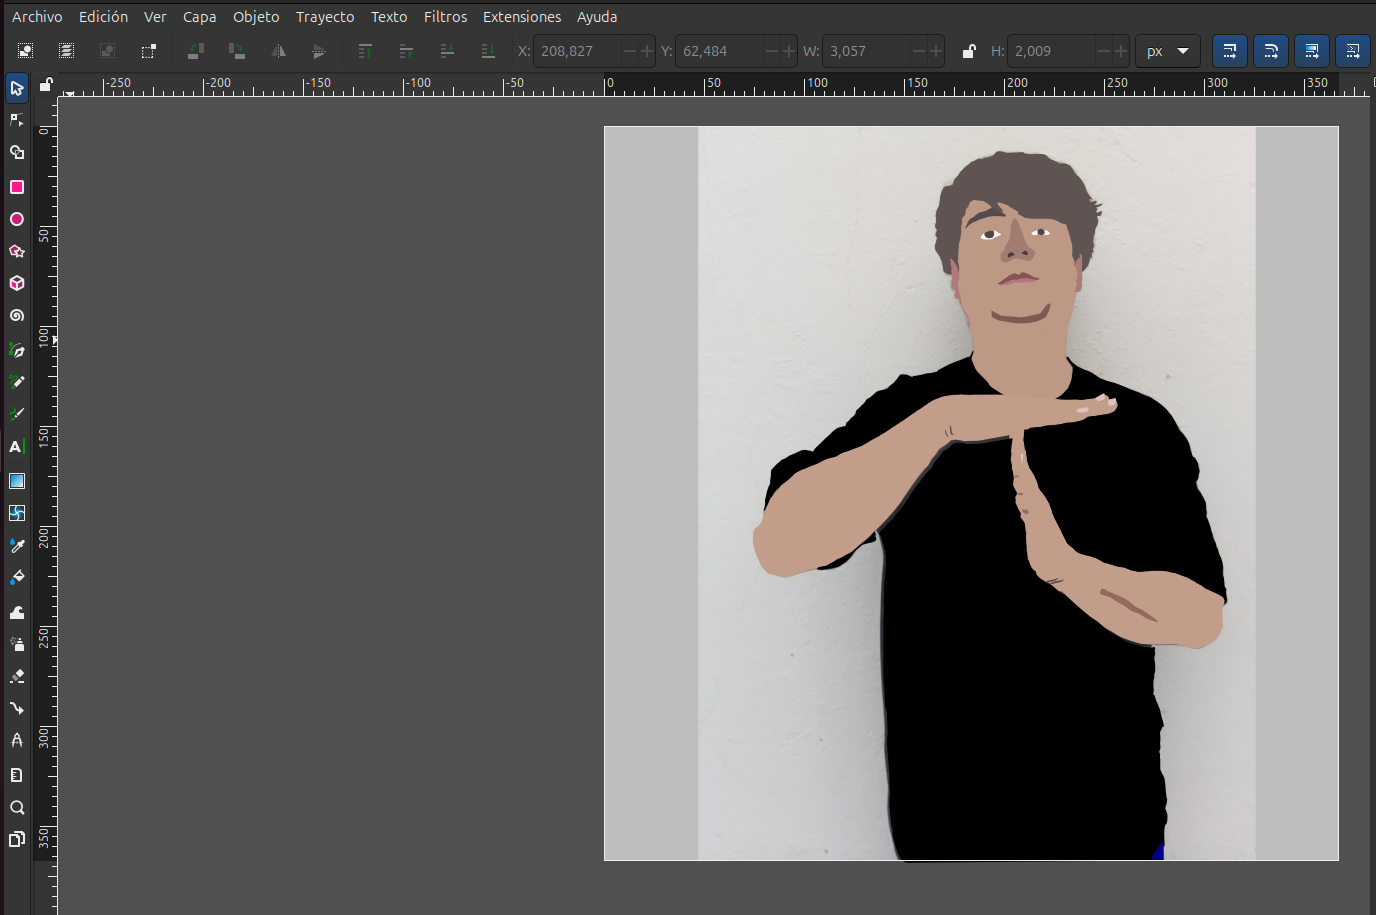 Archivo Edición Ver Capa Objeto Trayecto Texto Filtros Extensiones Ayuda
X: 208,827 Y: 62,484 W: 3,057 H: 2,009 px
-250 -200 -150 -100 -50 0 50 100 150 200 250 300 350
0
50
100
150
200
250
300
350
A